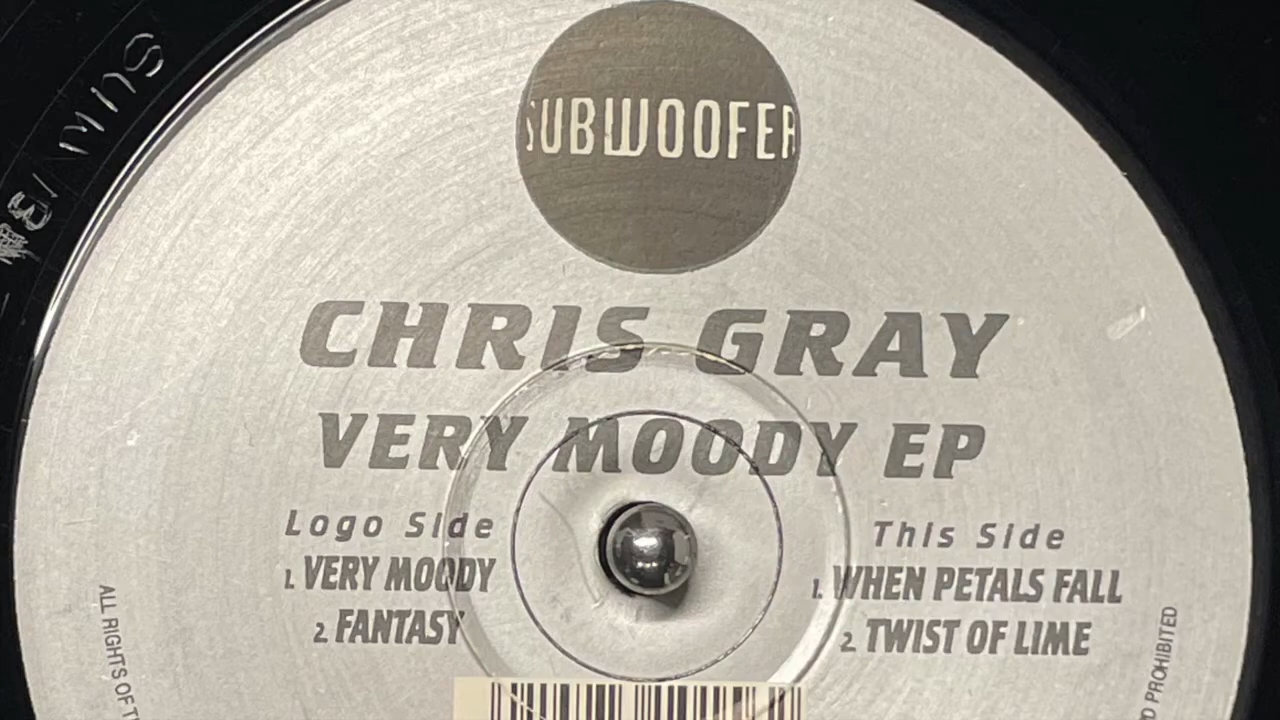 SUBWOOFER
CHRIS GRAY
VERY MOODY EP
Logo Side
1. VERY MOODY
2. FANTASY
This Side
1. WHEN PETALS FALL
2. TWIST OF LIME
ALL RIGHTS OF
PROHIBITED